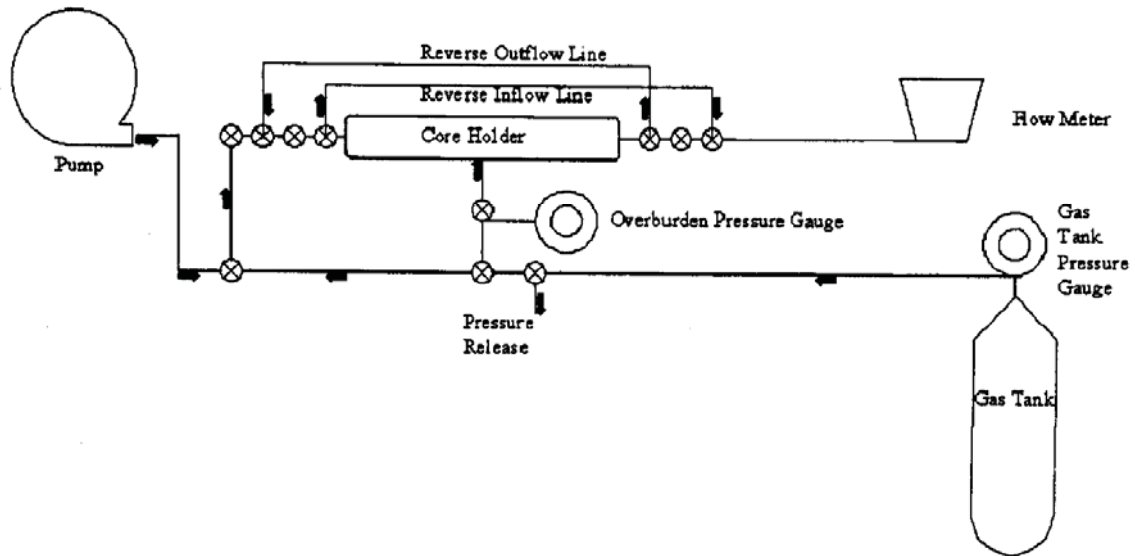 Reverse Outflow Line
Reverse Inflow Line
Core Holder
Flow Meter
Pump
Overburden Pressure Gauge
Gas
Tank
Pressure
Gauge
Pressure
Release
Gas Tank